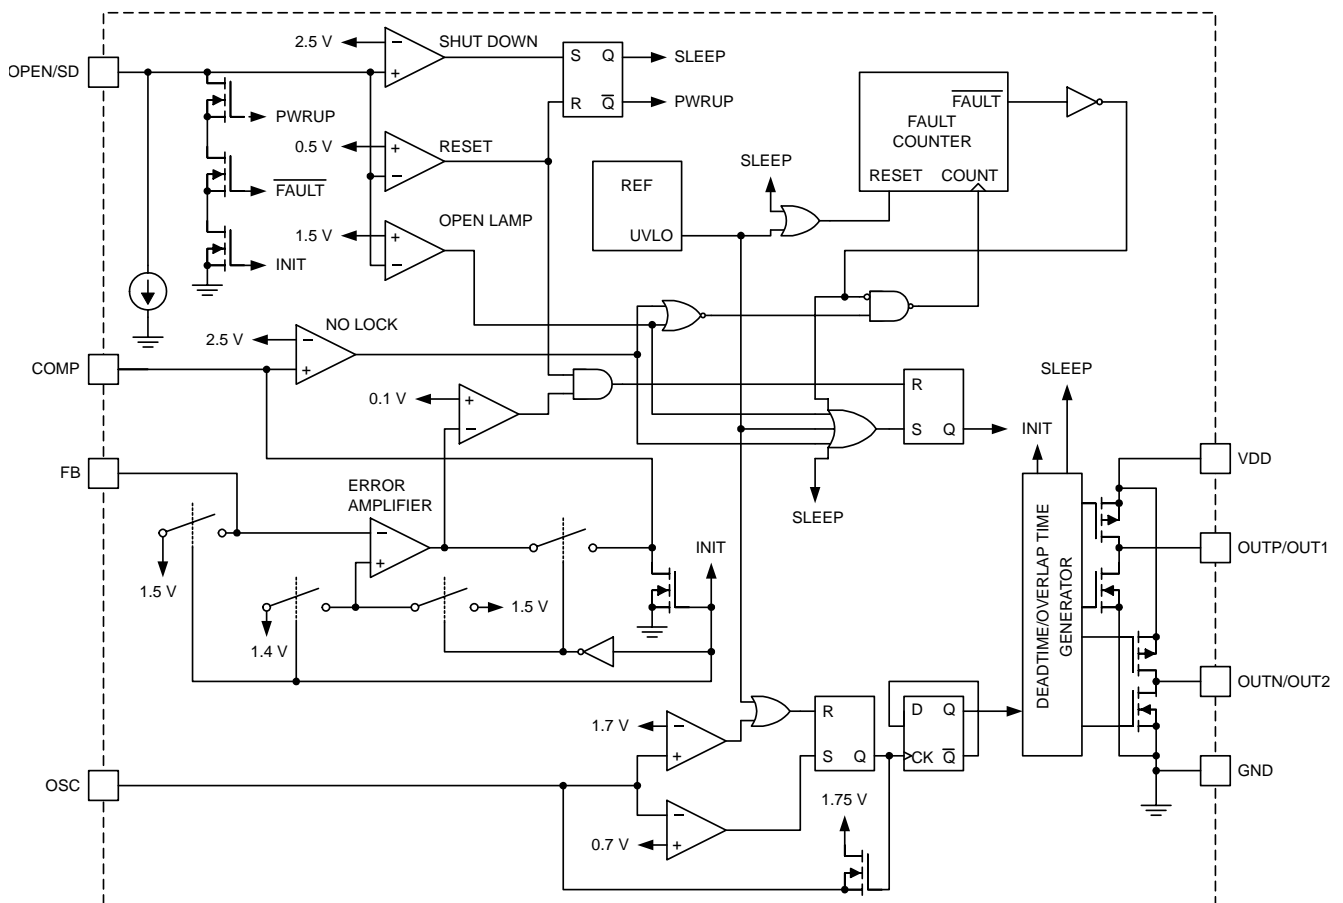 2.5 V
SHUT DOWN
−
+
OPEN/SD
S Q
R Q̅
SLEEP
PWRUP
PWRUP
0.5 V
RESET
+
−
F̅A̅U̅L̅T̅
FAULT
COUNTER
RESET COUNT
SLEEP
REF
UVLO
F̅A̅U̅L̅T̅
OPEN LAMP
1.5 V
+
−
INIT
NO LOCK
2.5 V
−
+
COMP
0.1 V
+
−
R
S Q
INIT
SLEEP
SLEEP
INIT
FB
ERROR
AMPLIFIER
−
+
1.5 V
1.4 V
1.5 V
INIT
DEADTIME/OVERLAP TIME
GENERATOR
VDD
OUTP/OUT1
OUTN/OUT2
GND
1.7 V
−
+
R
S Q
D Q
CK Q̅
OSC
−
+
0.7 V
1.75 V